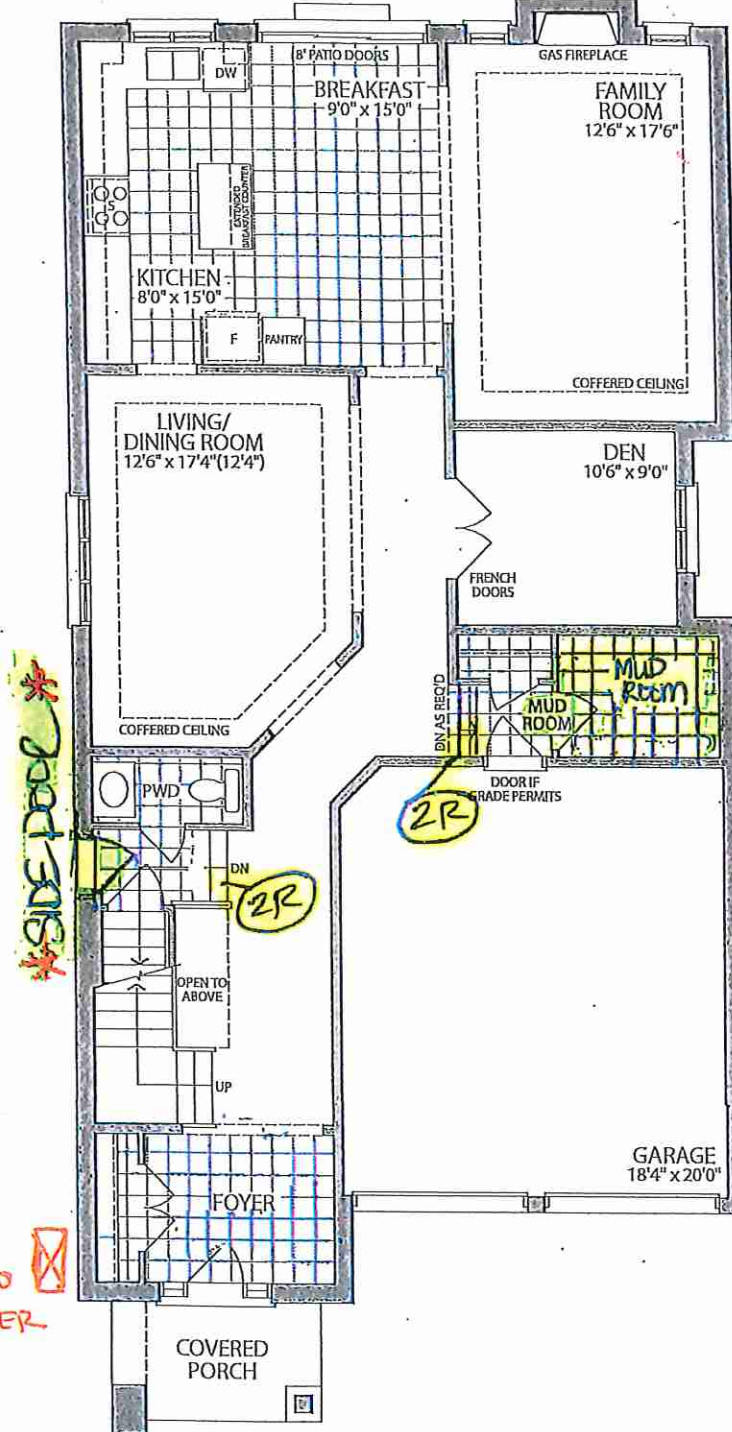 GAS FIREPLACE
8' PATIO DOORS
DW
BREAKFAST
9'0" x 15'0"
FAMILY
ROOM
12'6" x 17'6"
S
EXTENDED
BREAKFAST COUNTER
KITCHEN
8'0" x 15'0"
F
PANTRY
COFFERED CEILING
LIVING/
DINING ROOM
12'6" x 17'4"(12'4")
DEN
10'6" x 9'0"
FRENCH
DOORS
MUD
ROOM
MUD
ROOM
DN AS REQ'D
COFFERED CEILING
DOOR IF
GRADE PERMITS
2R
PWD
*SIDE DOOR*
DN
2R
OPEN TO
ABOVE
UP
GARAGE
18'4" x 20'0"
FOYER
COVERED
PORCH